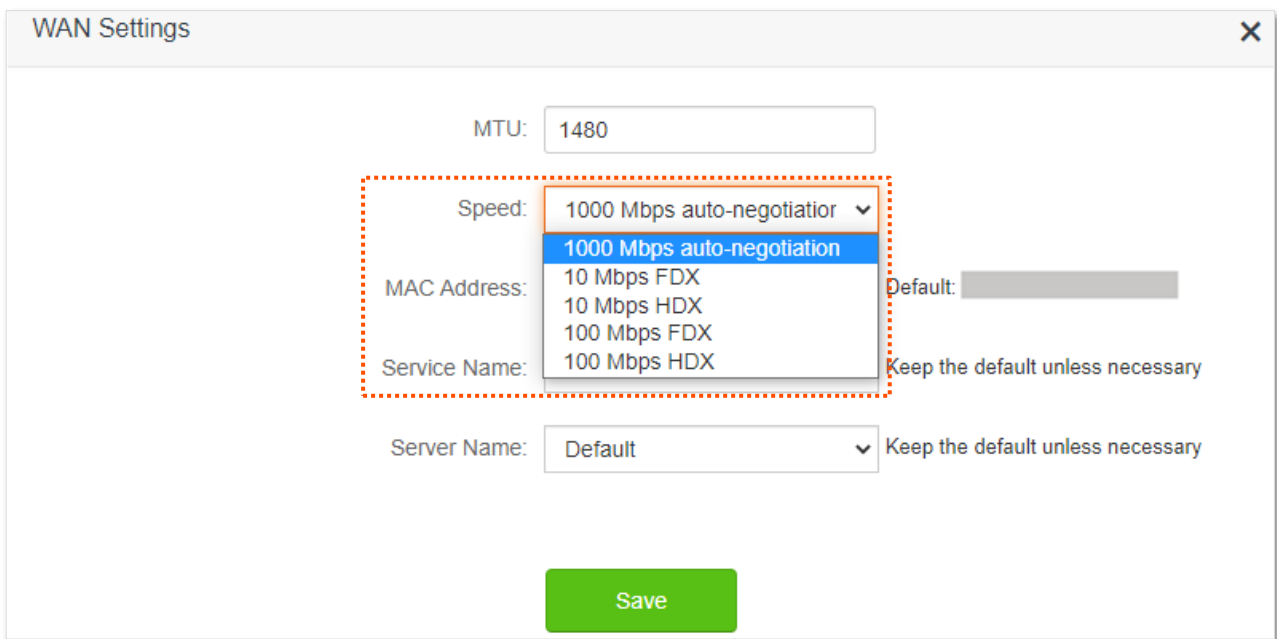 WAN Settings
MTU: 1480
Speed: 1000 Mbps auto-negotiation
1000 Mbps auto-negotiation
10 Mbps FDX
MAC Address: Default:
10 Mbps HDX
100 Mbps FDX
100 Mbps HDX
Service Name: Keep the default unless necessary
Server Name: Default Keep the default unless necessary
Save